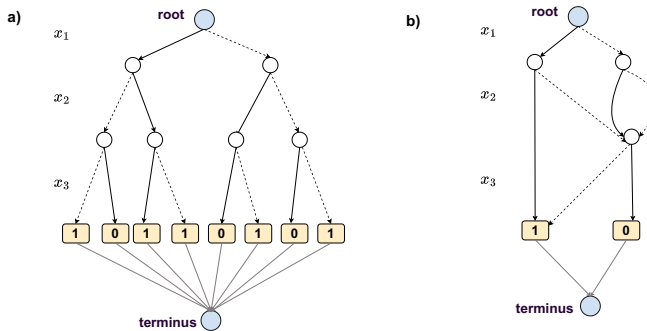 a)
root
x₁
x₂
x₃
1 0 1 1 0 1 0 1
terminus
b)
root
x₁
x₂
x₃
1 0
terminus